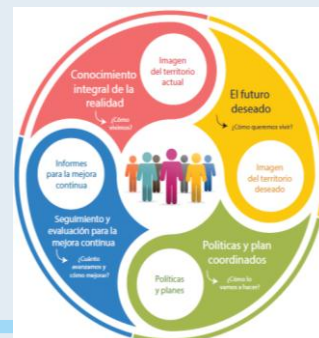 Conocimiento
integral de la
realidad
¿Cómo
vivimos?
Imagen
del territorio
actual
El futuro
deseado
¿Cómo queremos vivir?
Imagen
del territorio
deseado
Políticas y plan
coordinados
¿Cómo lo
vamos a hacer?
Políticas
y planes
Seguimiento y
evaluación para la
mejora continua
¿Cuánto
avanzamos y
cómo mejorar?
Informes
para la mejora
continua